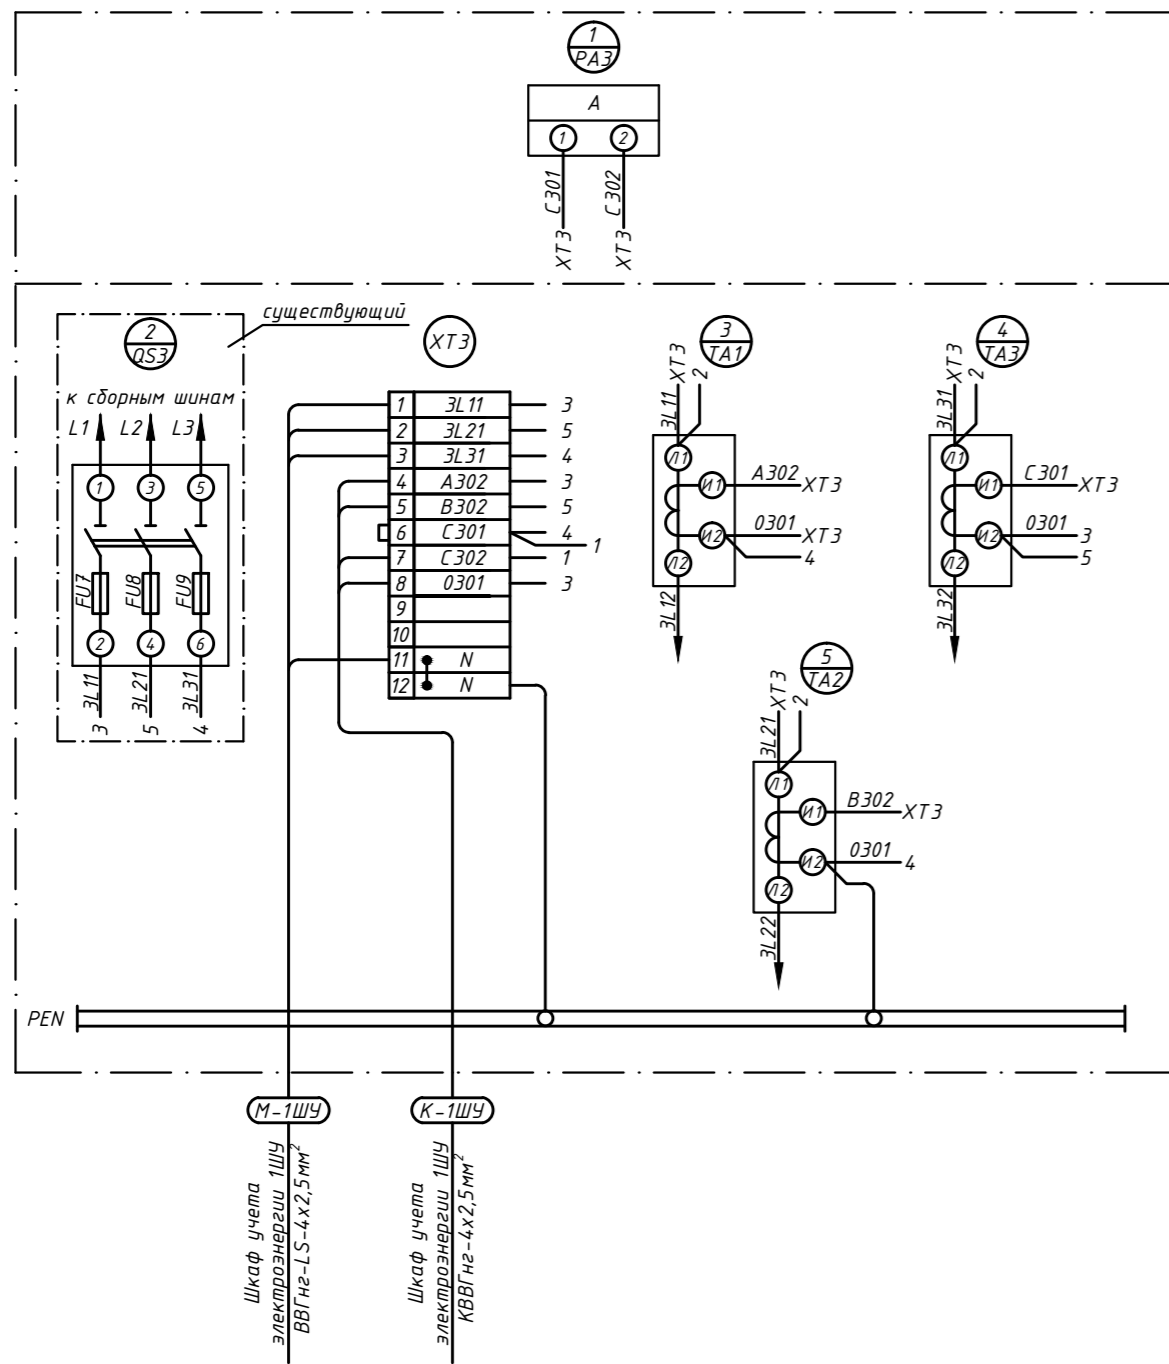 1
PA3
A
1 2
C301 C302
XT3 XT3
существующий
2
QS3
к сборным шинам
L1 L2 L3
1 3 5
FU7 FU8 FU9
2 4 6
3L11 3L21 3L31
3 5 4
XT3
1 3L11 3
2 3L21 5
3 3L31 4
4 A302 3
5 B302 5
6 C301 4
1
7 C302 1
8 0301 3
9
10
11 N
12 N
3
TA1
XT3 2
3L11
Л1
И1 A302 XT3
И2 0301 XT3
4
Л2
3L12
4
TA3
XT3 2
3L31
Л1
И1 C301 XT3
И2 0301 3
5
Л2
3L32
5
TA2
XT3 2
3L21
Л1
И1 B302 XT3
И2 0301 4
Л2
3L22
PEN
М-1ШУ
К-1ШУ
Шкаф учета
электроэнергии 1ШУ
ВВГнг-LS-4х2,5мм²
Шкаф учета
электроэнергии 1ШУ
КВВГнг-4х2,5мм²